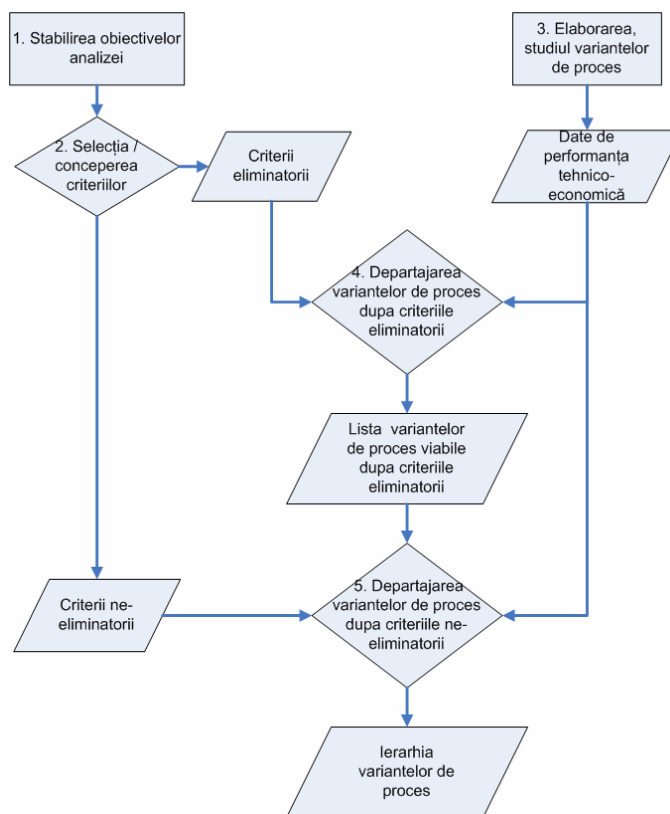 1. Stabilirea obiectivelor
analizei
3. Elaborarea,
studiul variantelor
de proces
2. Selecția /
conceperea
criteriilor
Criterii
eliminatorii
Date de
performanța
tehnico-
economică
4. Departajarea
variantelor de proces
dupa criteriile
eliminatorii
Lista variantelor
de proces viabile
dupa criteriile
eliminatorii
Criterii ne-
eliminatorii
5. Departajarea
variantelor de proces
dupa criteriile ne-
eliminatorii
Ierarhia
variantelor de
proces